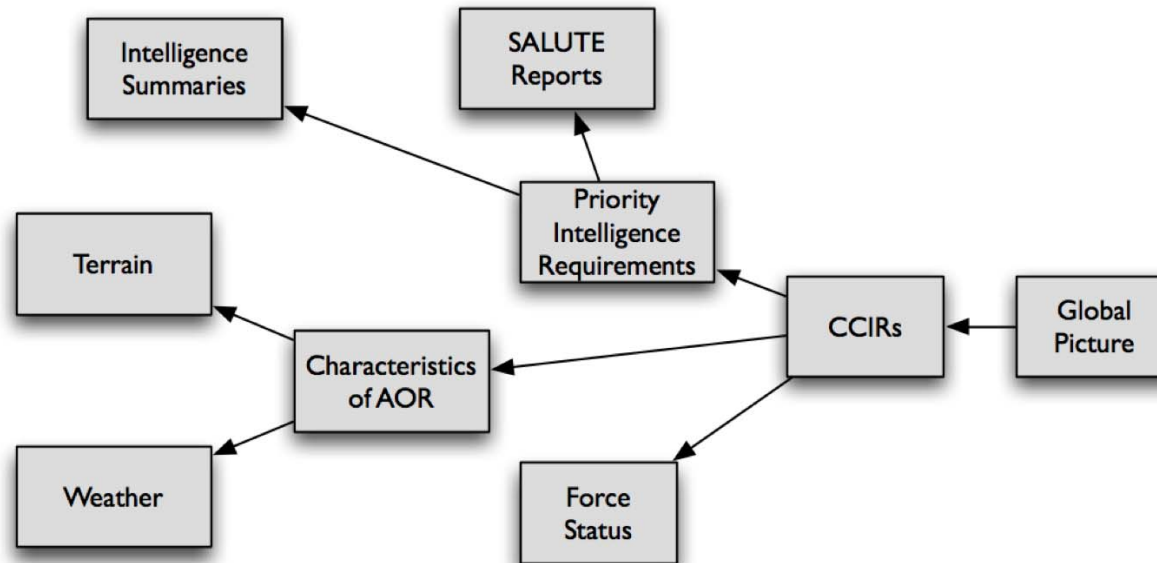 Intelligence
Summaries
SALUTE
Reports
Priority
Intelligence
Requirements
Terrain
CCIRs
Global
Picture
Characteristics
of AOR
Weather
Force
Status